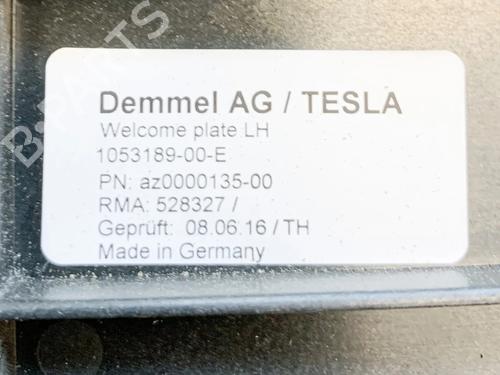 Demmel AG / TESLA
Welcome plate LH
1053189-00-E
PN: az0000135-00
RMA: 528327 /
Geprüft: 08.06.16 / TH
Made in Germany
B-PARTS